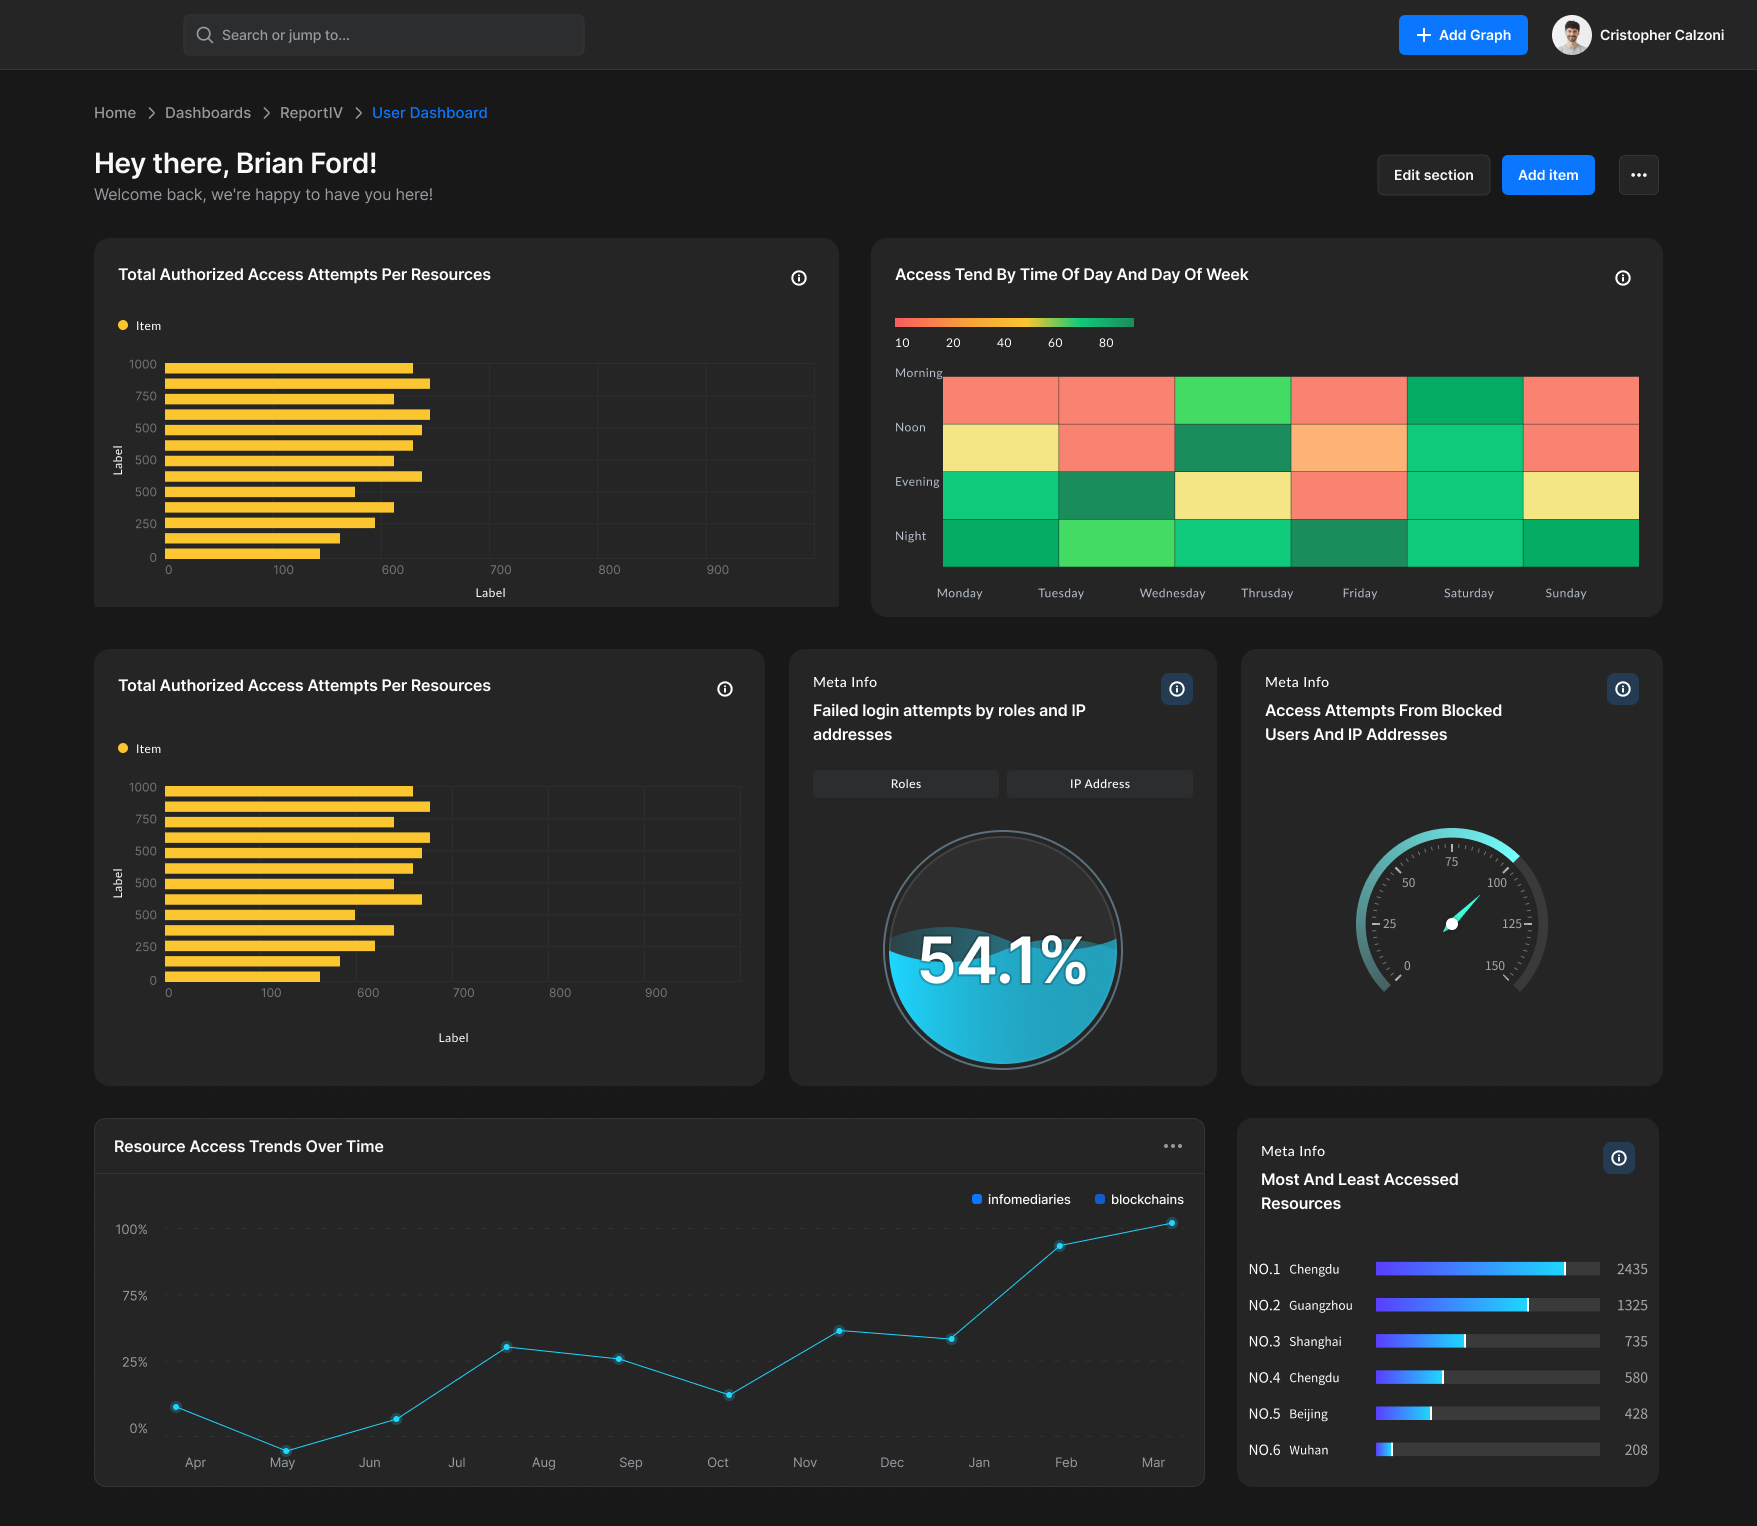 Search or jump to...
Add Graph
Cristopher Calzoni
Home > Dashboards > ReportIV > User Dashboard
Hey there, Brian Ford!
Welcome back, we're happy to have you here!
Edit section
Add item
Total Authorized Access Attempts Per Resources
Item
1000
750
500
500
500
250
0
Label
0 100 600 700 800 900
Label
Access Tend By Time Of Day And Day Of Week
10 20 40 60 80
Morning
Noon
Evening
Night
Monday Tuesday Wednesday Thrusday Friday Saturday Sunday
Total Authorized Access Attempts Per Resources
Item
1000
750
500
500
500
250
0
Label
0 100 600 700 800 900
Label
Meta Info
Failed login attempts by roles and IP
addresses
Roles
IP Address
54.1%
Meta Info
Access Attempts From Blocked
Users And IP Addresses
0
25
50
75
100
125
150
Resource Access Trends Over Time
infomediaries
blockchains
100%
75%
25%
0%
Apr May Jun Jul Aug Sep Oct Nov Dec Jan Feb Mar
Meta Info
Most And Least Accessed
Resources
NO.1 Chengdu 2435
NO.2 Guangzhou 1325
NO.3 Shanghai 735
NO.4 Chengdu 580
NO.5 Beijing 428
NO.6 Wuhan 208